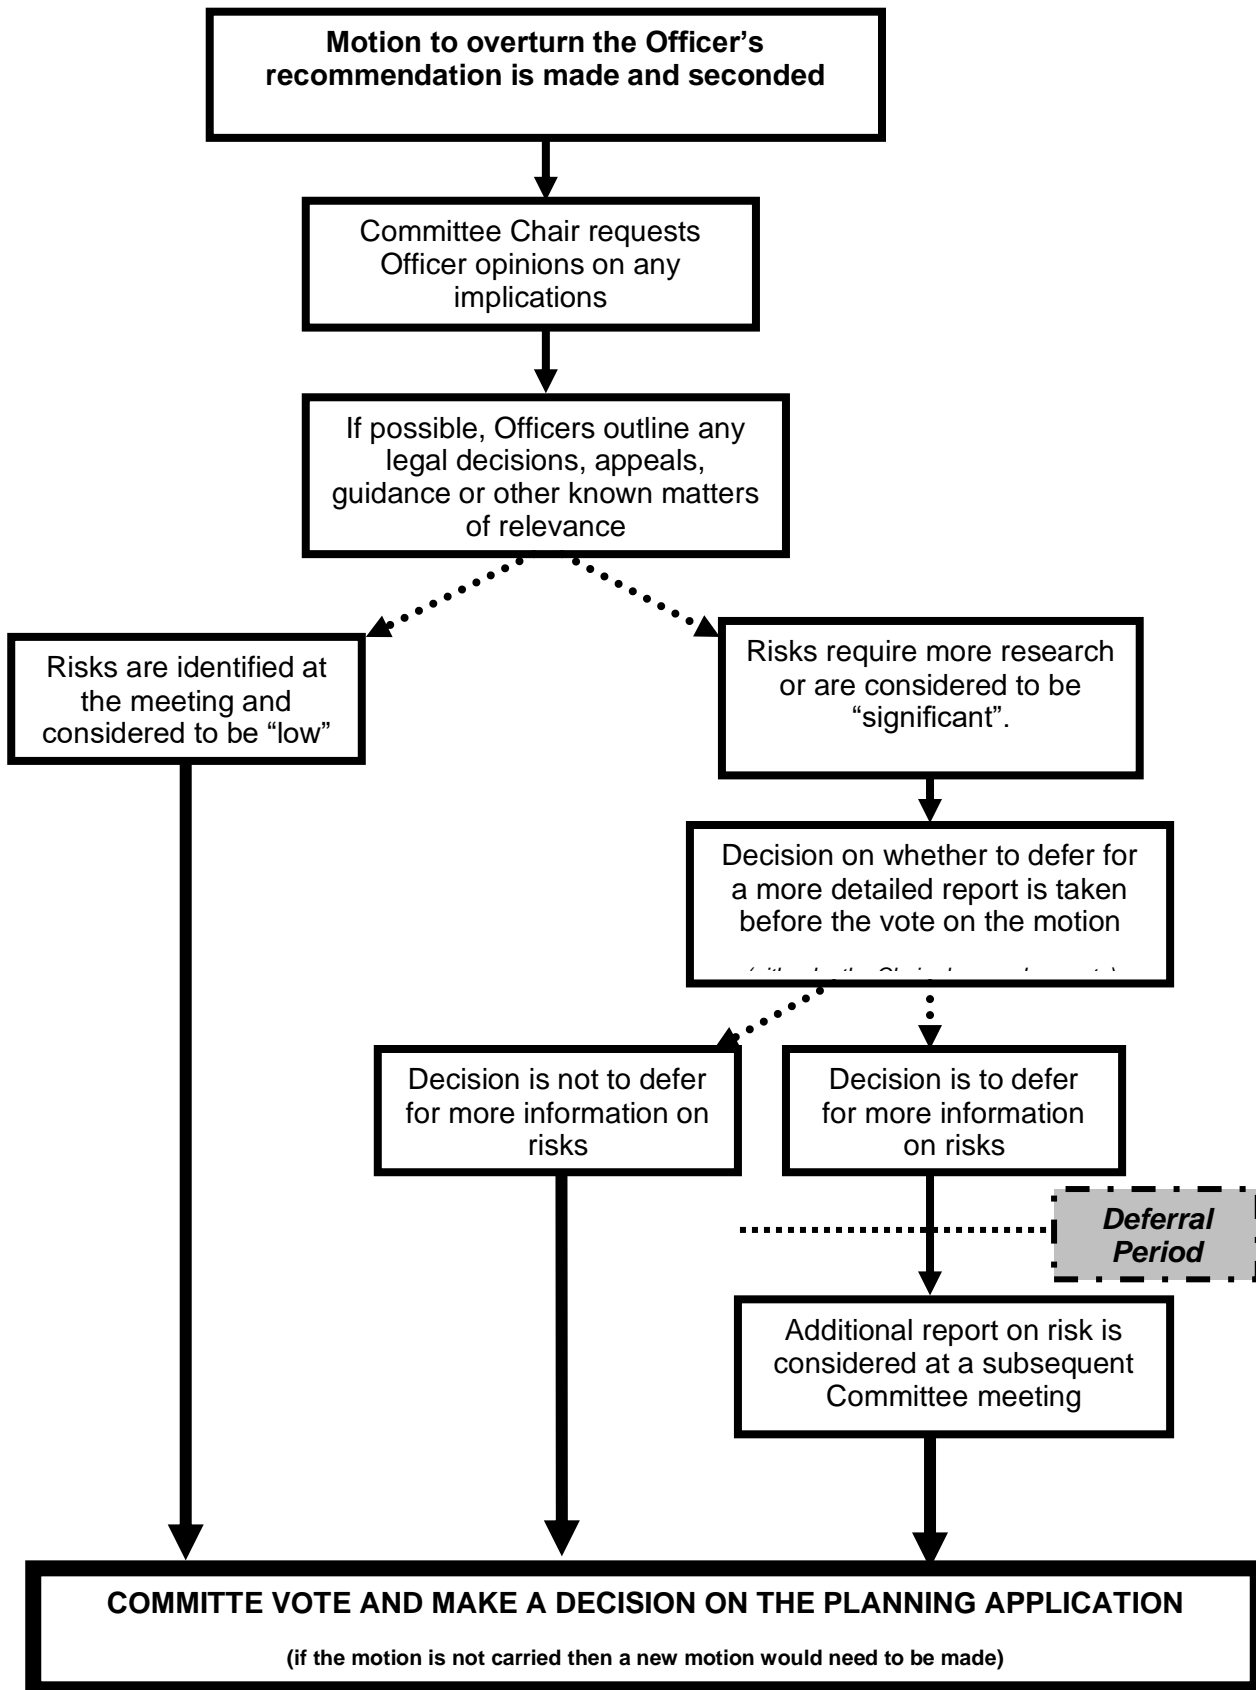 Motion to overturn the Officer’s
recommendation is made and seconded
Committee Chair requests
Officer opinions on any
implications
If possible, Officers outline any
legal decisions, appeals,
guidance or other known matters
of relevance
Risks are identified at
the meeting and
considered to be “low”
Risks require more research
or are considered to be
“significant”.
Decision on whether to defer for
a more detailed report is taken
before the vote on the motion
Decision is not to defer
for more information on
risks
Decision is to defer
for more information
on risks
Deferral
Period
Additional report on risk is
considered at a subsequent
Committee meeting
COMMITTE VOTE AND MAKE A DECISION ON THE PLANNING APPLICATION
(if the motion is not carried then a new motion would need to be made)